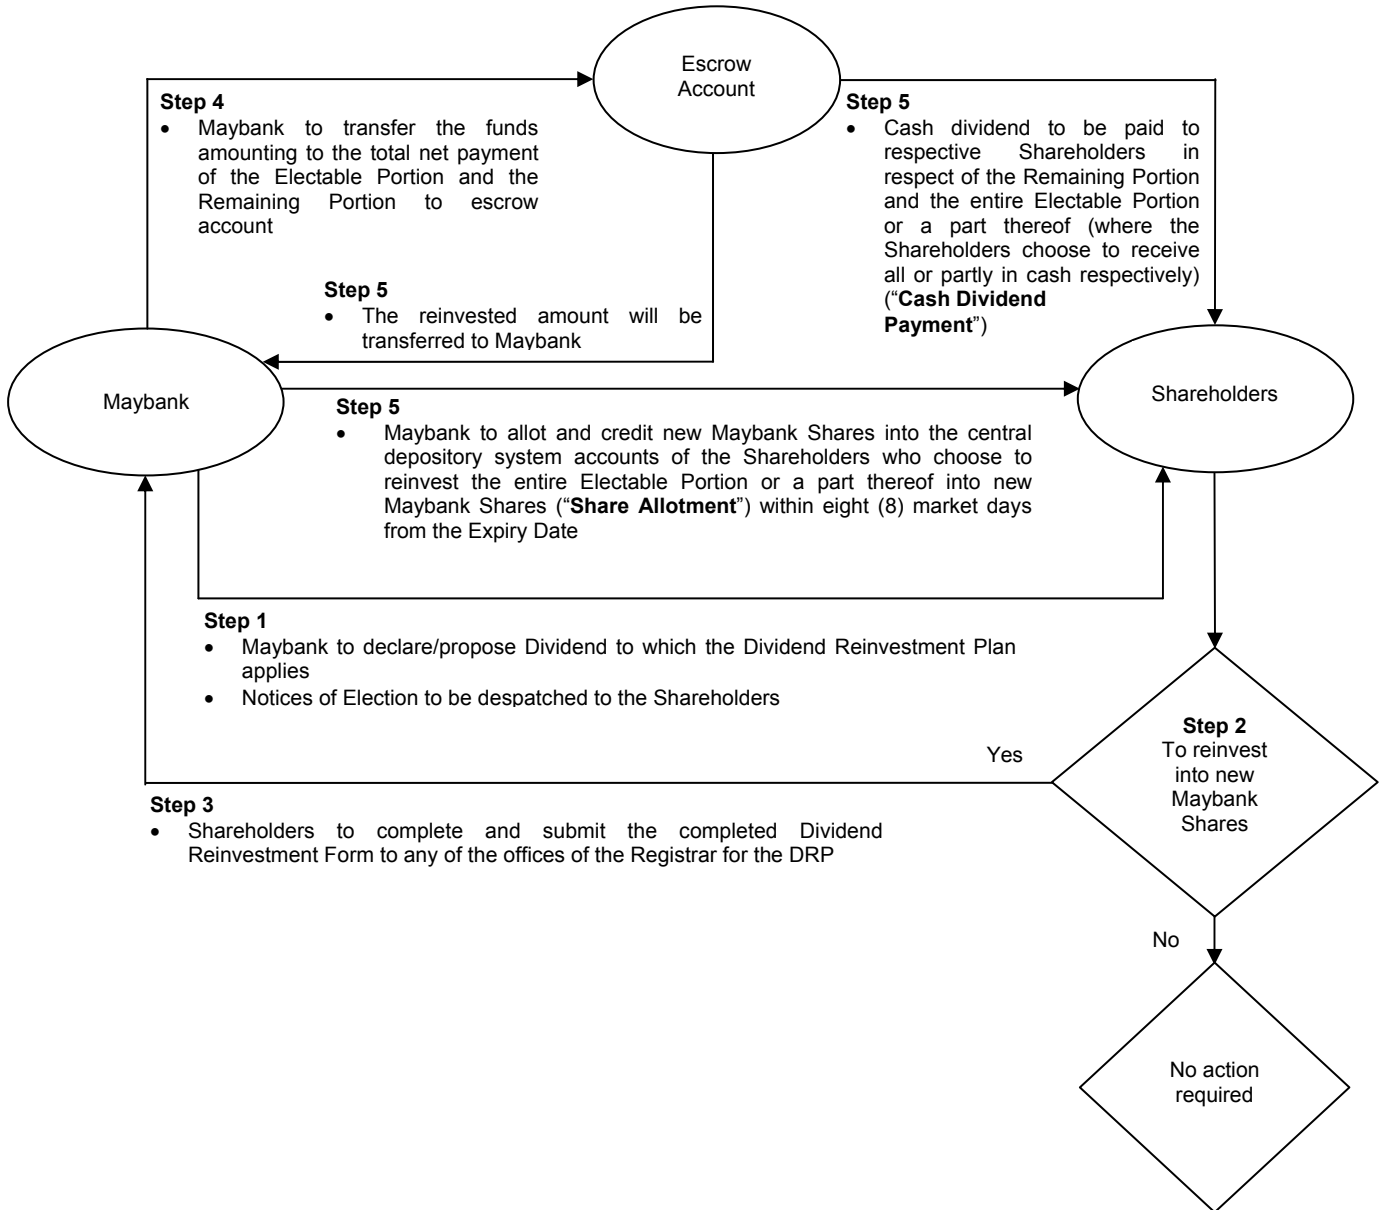 Escrow
Account
Step 4
• Maybank to transfer the funds
amounting to the total net payment
of the Electable Portion and the
Remaining Portion to escrow
account
Step 5
• Cash dividend to be paid to
respective Shareholders in
respect of the Remaining Portion
and the entire Electable Portion
or a part thereof (where the
Shareholders choose to receive
all or partly in cash respectively)
(“Cash Dividend
Payment”)
Step 5
• The reinvested amount will be
transferred to Maybank
Maybank
Shareholders
Step 5
• Maybank to allot and credit new Maybank Shares into the central
depository system accounts of the Shareholders who choose to
reinvest the entire Electable Portion or a part thereof into new
Maybank Shares (“Share Allotment”) within eight (8) market days
from the Expiry Date
Step 1
• Maybank to declare/propose Dividend to which the Dividend Reinvestment Plan
applies
• Notices of Election to be despatched to the Shareholders
Step 2
To reinvest
into new
Maybank
Shares
Yes
Step 3
• Shareholders to complete and submit the completed Dividend
Reinvestment Form to any of the offices of the Registrar for the DRP
No
No action
required